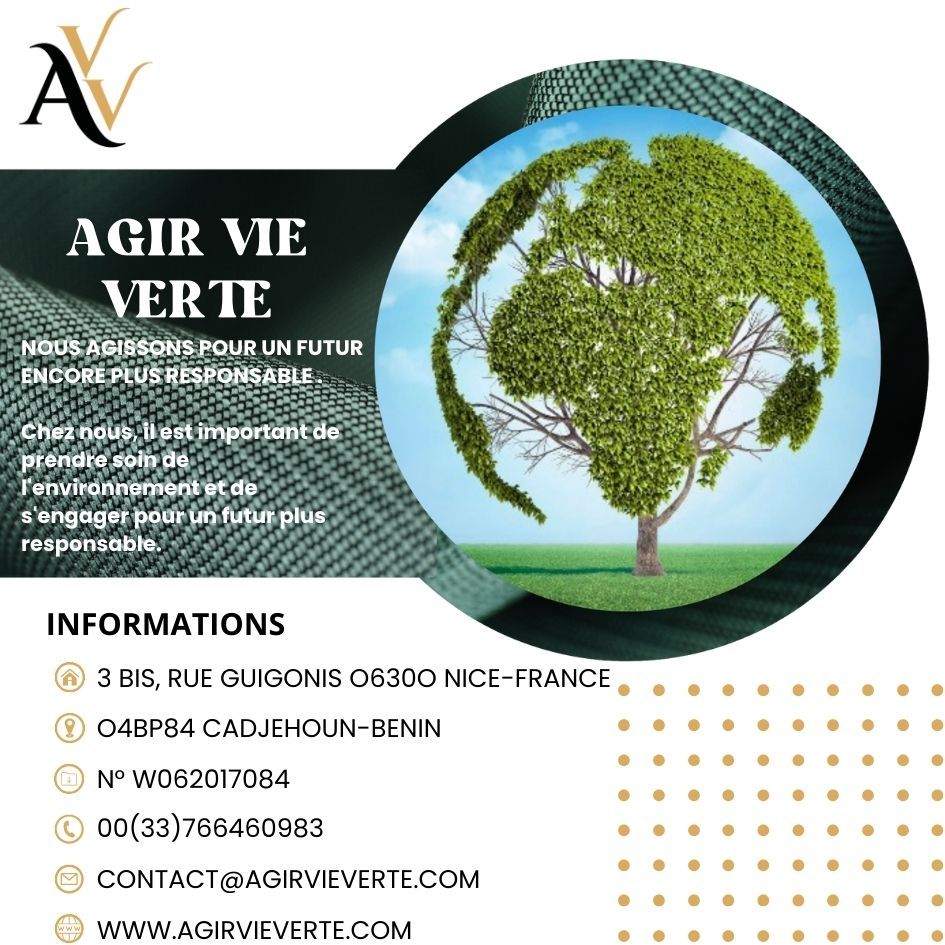 AVV
AGIR VIE
VERTE
NOUS AGISSONS POUR UN FUTUR
ENCORE PLUS RESPONSABLE .
Chez nous, il est important de
prendre soin de
l'environnement et de
s'engager pour un futur plus
responsable.
INFORMATIONS
3 BIS, RUE GUIGONIS O630O NICE-FRANCE
O4BP84 CADJEHOUN-BENIN
N° W062017084
00(33)766460983
CONTACT@AGIRVIEVERTE.COM
WWW.AGIRVIEVERTE.COM